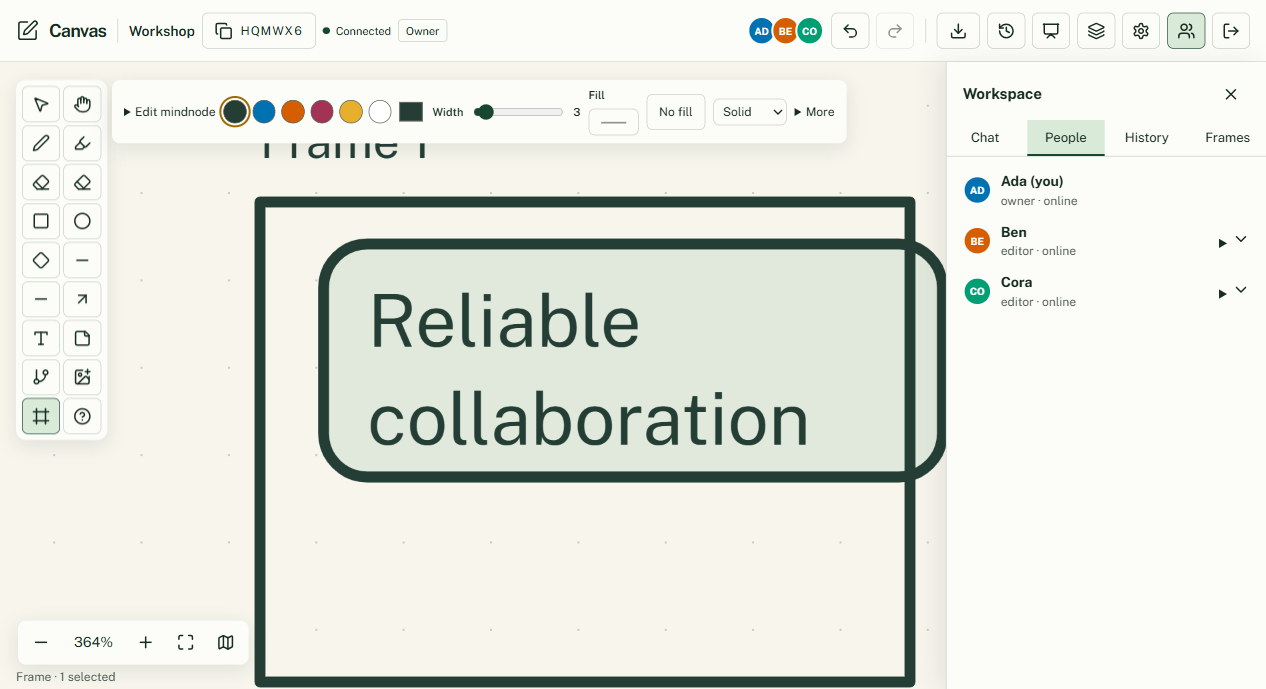 Canvas
Workshop
HQMWX6
Connected
Owner
AD
BE
CO
Edit mindnode
Width
3
Fill
No fill
Solid
More
Frame 1
Reliable
collaboration
364%
Frame · 1 selected
Workspace
Chat
People
History
Frames
AD
Ada (you)
owner · online
BE
Ben
editor · online
CO
Cora
editor · online